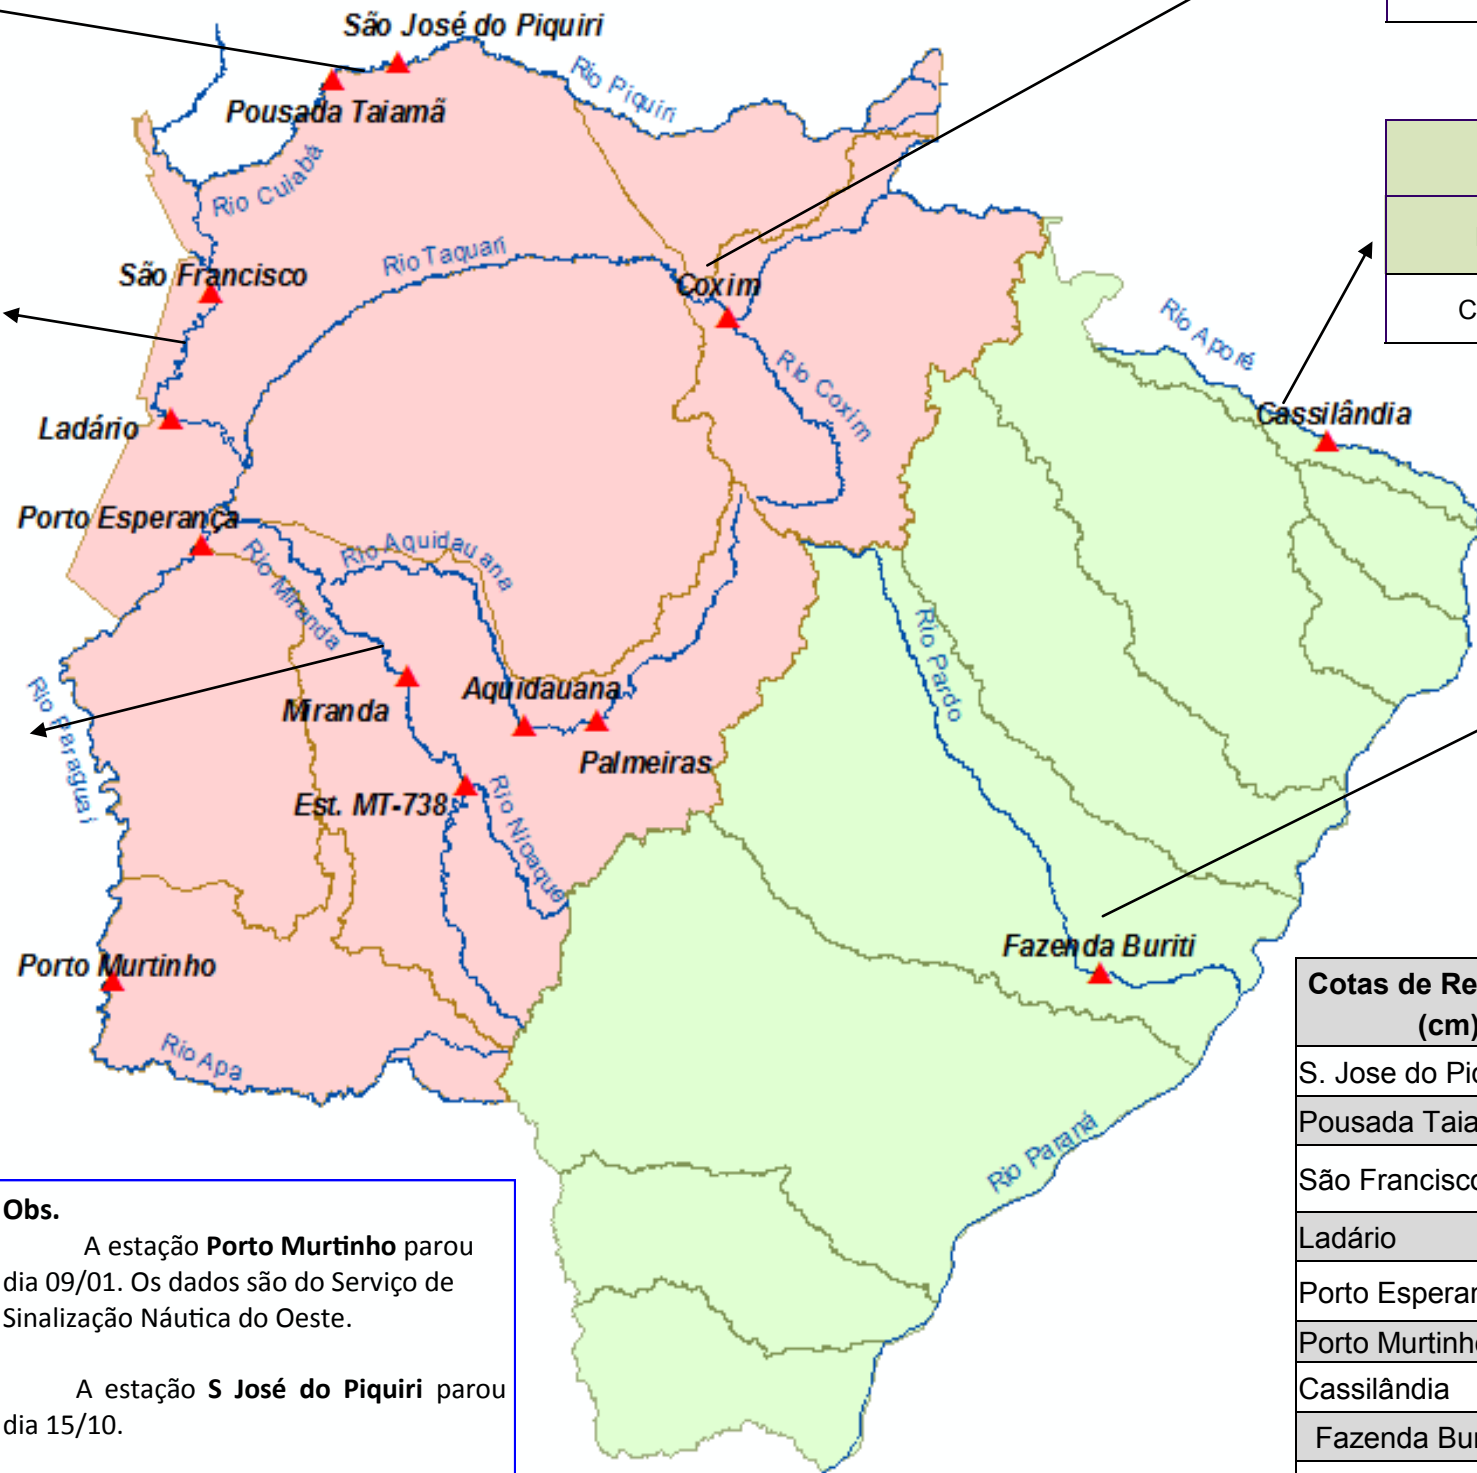 São José do Piquiri
Rio Piquiri
Pousada Taiamã
Rio Cuiabá
São Francisco
Rio Taquari
Coxim
C
Rio Aporé
Rio Coxim
Cassilândia
Ladário
Porto Esperança
Rio Aquidauana
Rio Miranda
Rio Pardo
Rio Paraguai
Miranda
Aquidauana
Palmeiras
Est. MT-738
Rio Nioaque
Fazenda Buriti
Porto Murtinho
Rio Apa
Rio Paraná
Cotas de Re
(cm)
S. Jose do Pi
Pousada Taia
São Francisco
Ladário
Porto Esperan
Porto Murtinho
Cassilândia
Fazenda Bur
Obs.
A estação Porto Murtinho parou
dia 09/01. Os dados são do Serviço de
Sinalização Náutica do Oeste.
A estação S José do Piquiri parou
dia 15/10.